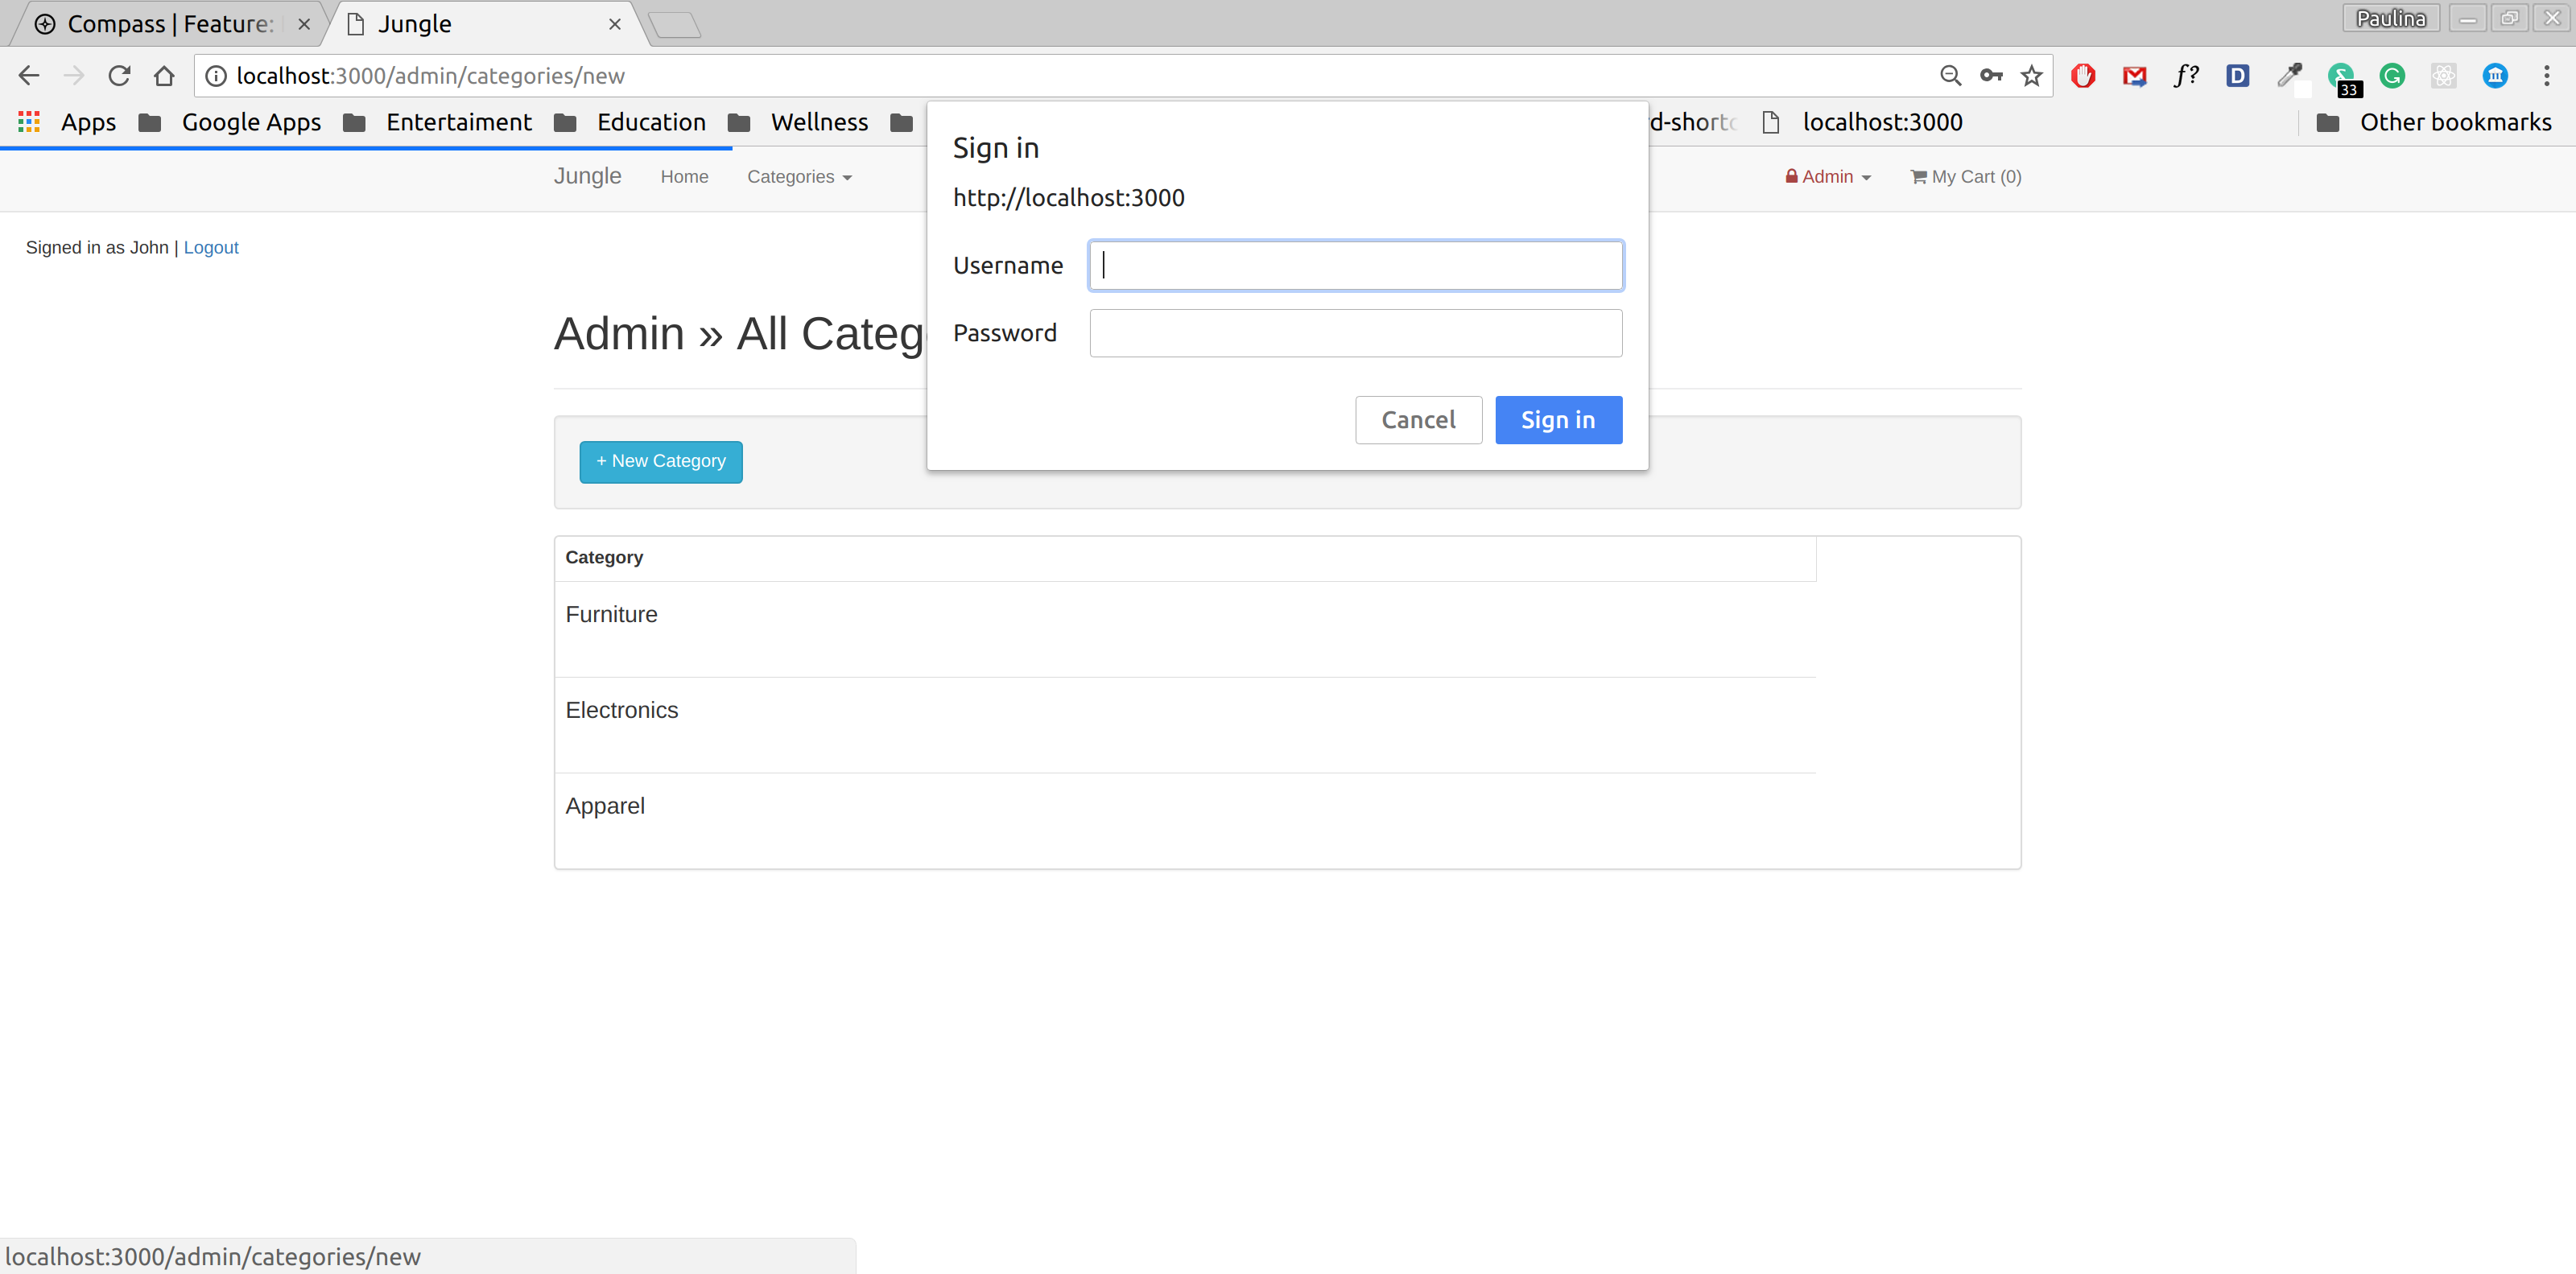 Compass | Feature:
Jungle
Paulina
localhost:3000/admin/categories/new
33
Apps
Google Apps
Entertaiment
Education
Wellness
d-shortc
localhost:3000
Other bookmarks
Jungle
Home
Categories
Admin
My Cart (0)
Signed in as John | Logout
Sign in
http://localhost:3000
Username
Password
Cancel
Sign in
Admin » All Categ
+ New Category
Category
Furniture
Electronics
Apparel
localhost:3000/admin/categories/new